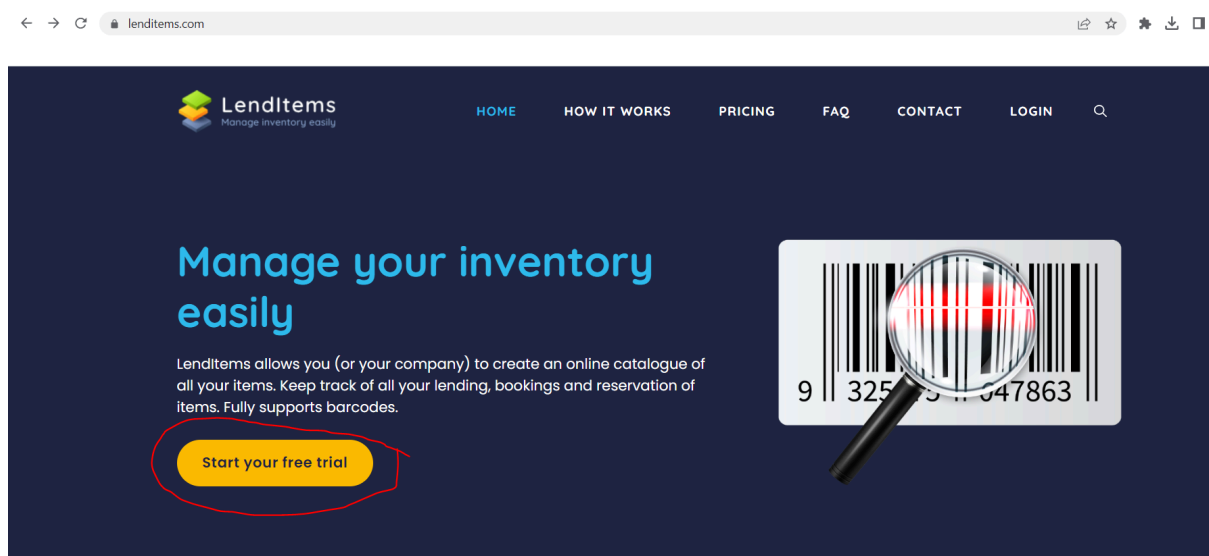 lenditems.com
LendItems
Manage inventory easily
HOME HOW IT WORKS PRICING FAQ CONTACT LOGIN
Manage your inventory
easily
LendItems allows you (or your company) to create an online catalogue of
all your items. Keep track of all your lending, bookings and reservation of
items. Fully supports barcodes.
Start your free trial
9 047863